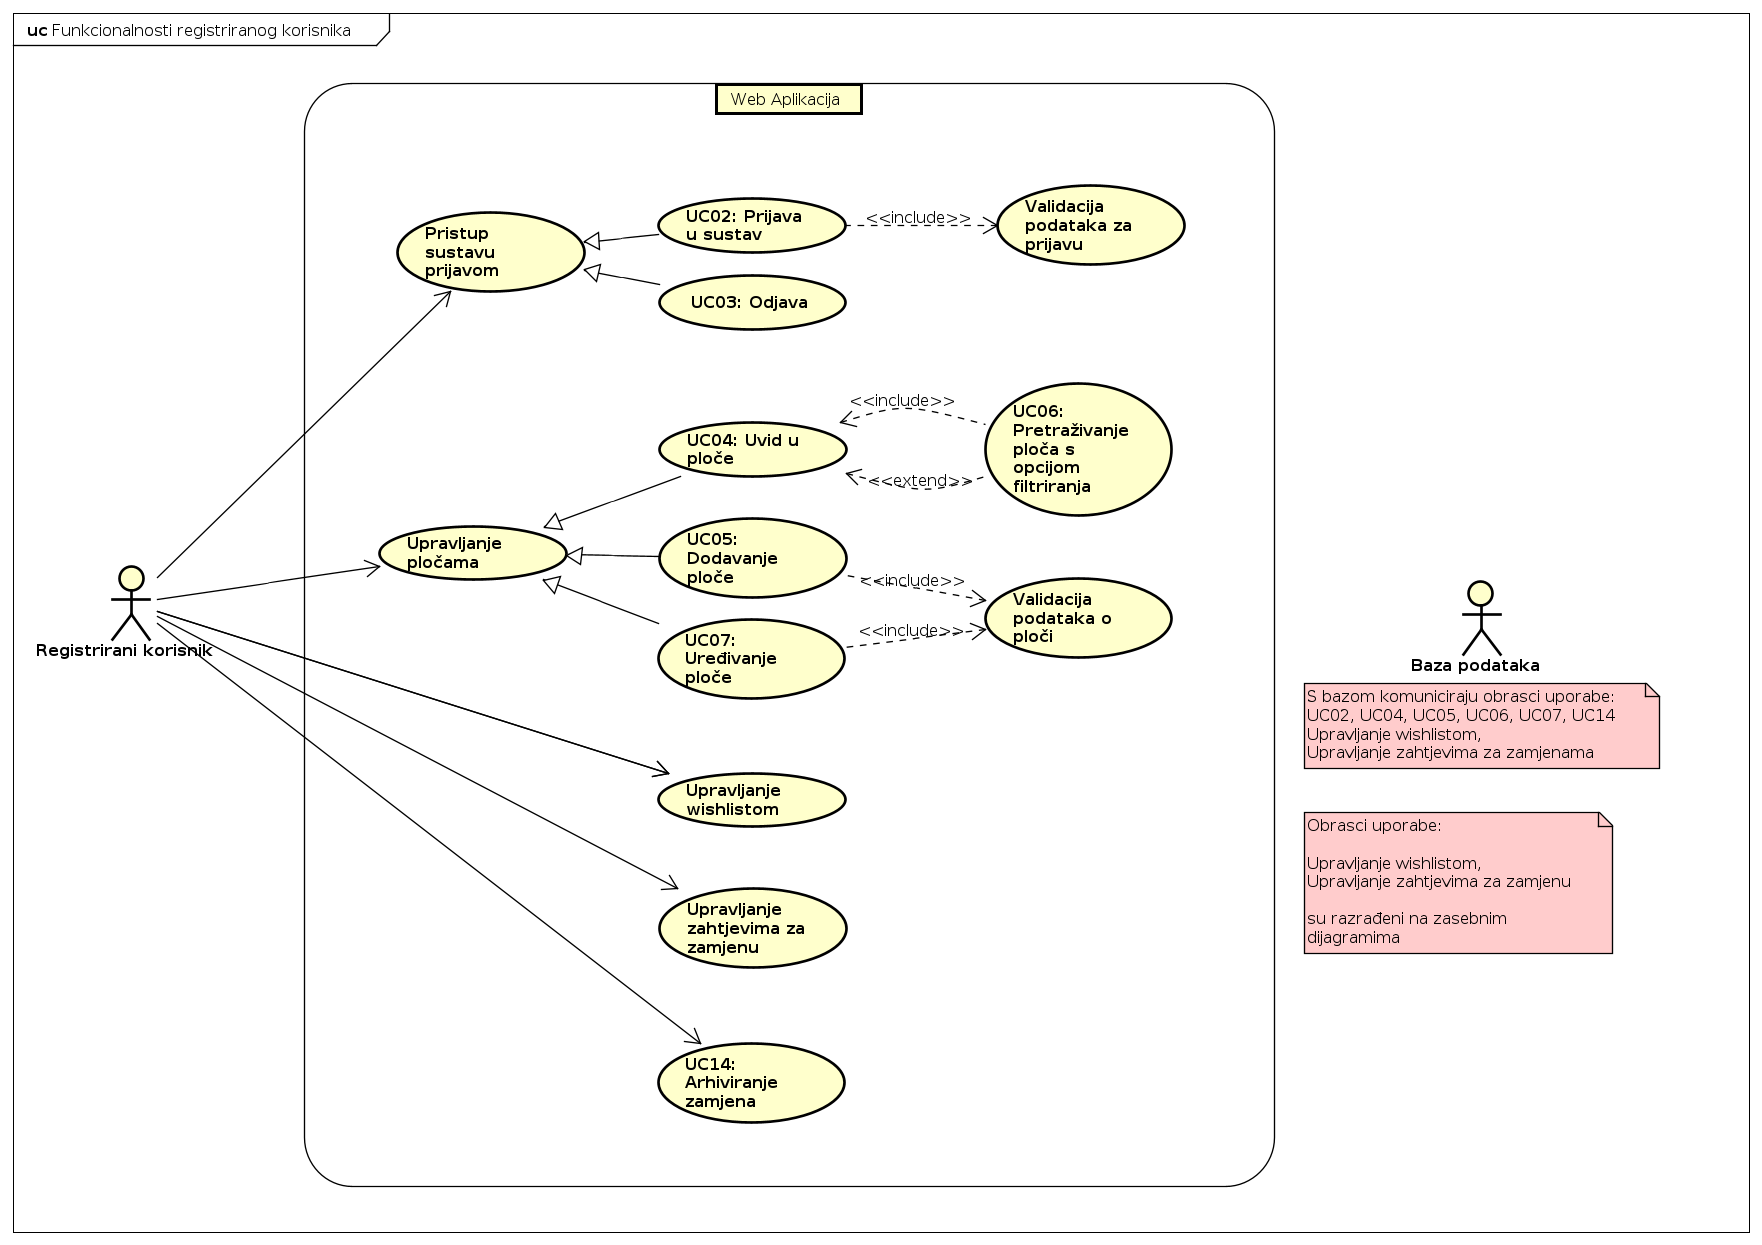 uc Funkcionalnosti registriranog korisnika
Web Aplikacija
Pristup
sustavu
prijavom
UC02: Prijava
u sustav
<<include>>
Validacija
podataka za
prijavu
UC03: Odjava
UC04: Uvid u
ploče
<<include>>
<<extend>>
UC06:
Pretraživanje
ploča s
opcijom
filtriranja
Upravljanje
pločama
UC05:
Dodavanje
ploče
<<include>>
<<include>>
Validacija
podataka o
ploči
UC07:
Uređivanje
ploče
Registrirani korisnik
Upravljanje
wishlistom
Upravljanje
zahtjevima za
zamjenu
UC14:
Arhiviranje
zamjena
Baza podataka
S bazom komuniciraju obrasci uporabe:
UC02, UC04, UC05, UC06, UC07, UC14
Upravljanje wishlistom,
Upravljanje zahtjevima za zamjenama
Obrasci uporabe:
Upravljanje wishlistom,
Upravljanje zahtjevima za zamjenu
su razrađeni na zasebnim
dijagramima